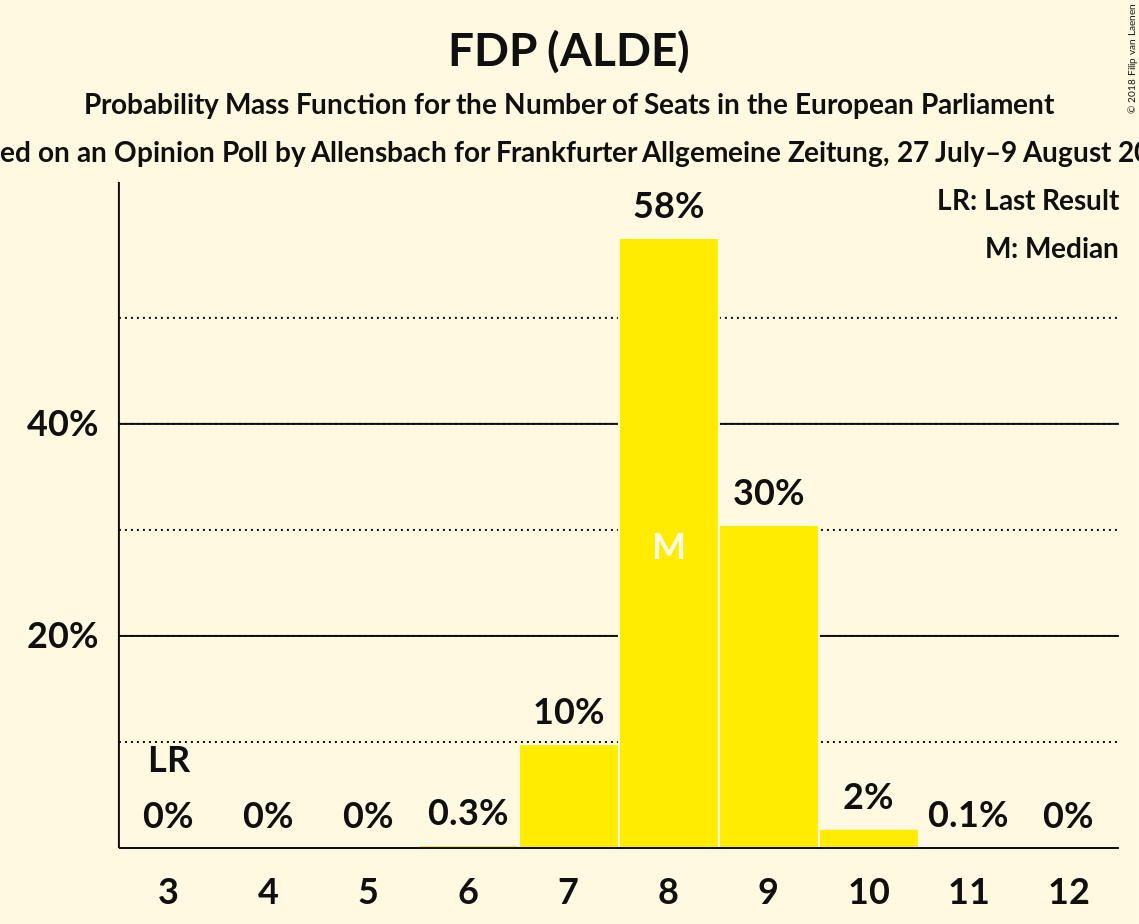 FDP (ALDE)
Probability Mass Function for the Number of Seats in the European Parliament
ed on an Opinion Poll by Allensbach for Frankfurter Allgemeine Zeitung, 27 July–9 August 20
© 2018 Filip van Laenen
LR: Last Result
M: Median
58%
40%
30%
M
20%
10%
LR
0% 0% 0% 0.3% 2% 0.1% 0%
3 4 5 6 7 8 9 10 11 12